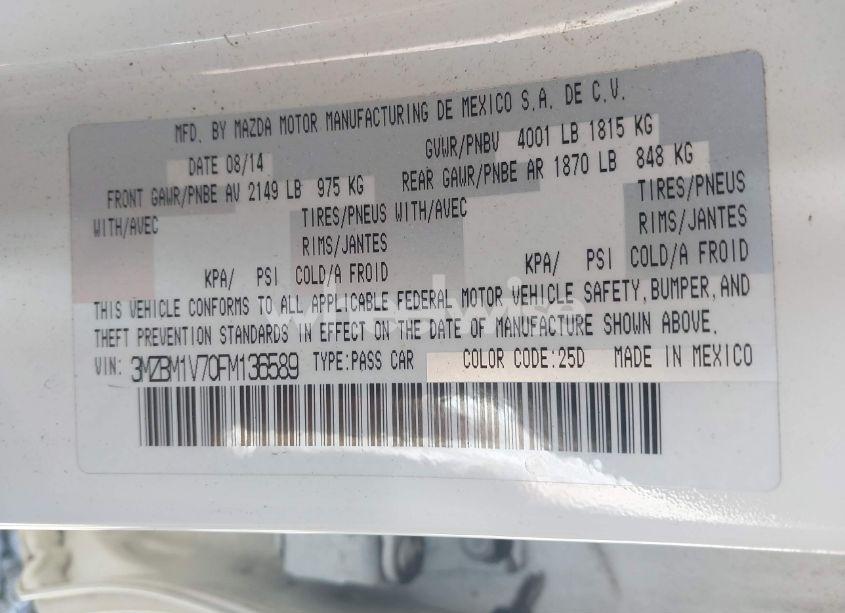 MFD. BY MAZDA MOTOR MANUFACTURING DE MEXICO S.A. DE C.V.
DATE 08/14 GVWR/PNBV 4001 LB 1815 KG
FRONT GAWR/PNBE AV 2149 LB 975 KG REAR GAWR/PNBE AR 1870 LB 848 KG
WITH/AVEC TIRES/PNEUS WITH/AVEC TIRES/PNEUS
RIMS/JANTES RIMS/JANTES
KPA/ PSI COLD/A FROID KPA/ PSI COLD/A FROID
THIS VEHICLE CONFORMS TO ALL APPLICABLE FEDERAL MOTOR VEHICLE SAFETY, BUMPER, AND
THEFT PREVENTION STANDARDS IN EFFECT ON THE DATE OF MANUFACTURE SHOWN ABOVE.
VIN: 3MZBM1V70FM136589 TYPE:PASS CAR COLOR CODE:25D MADE IN MEXICO